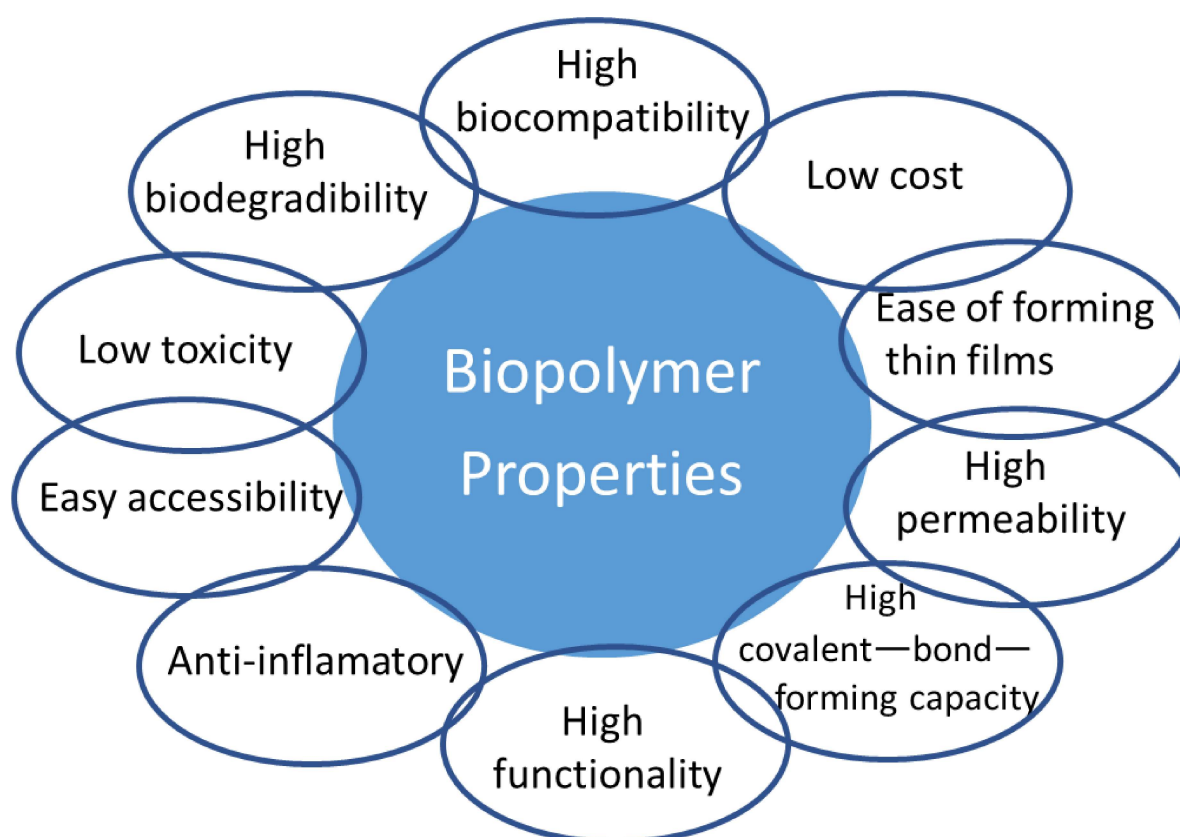 High
biocompatibility
Low cost
Ease of forming
thin films
High
permeability
High
covalent—bond—
forming capacity
High
functionality
Anti-inflamatory
Easy accessibility
Low toxicity
High
biodegradibility
Biopolymer
Properties